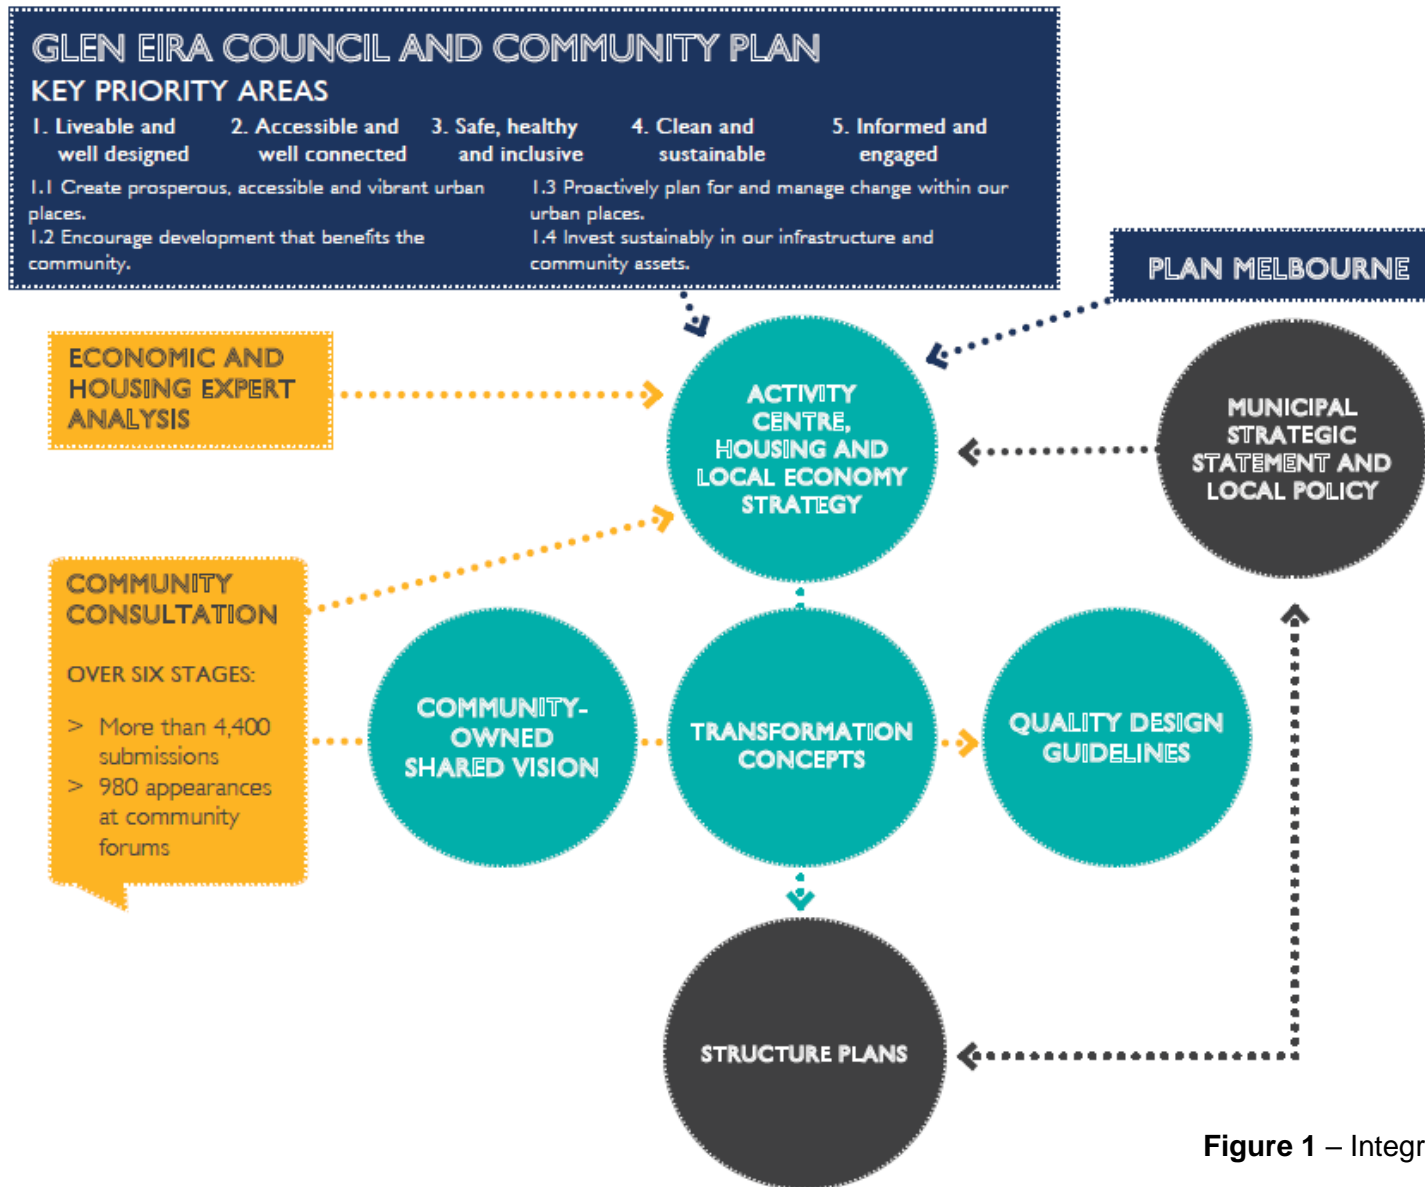 GLEN EIRA COUNCIL AND COMMUNITY PLAN
KEY PRIORITY AREAS
1. Liveable and well designed
2. Accessible and well connected
3. Safe, healthy and inclusive
4. Clean and sustainable
5. Informed and engaged
1.1 Create prosperous, accessible and vibrant urban
places.
1.2 Encourage development that benefits the
community.
1.3 Proactively plan for and manage change within our
urban places.
1.4 Invest sustainably in our infrastructure and
community assets.
PLAN MELBOURNE
ECONOMIC AND
HOUSING EXPERT
ANALYSIS
ACTIVITY
CENTRE,
HOUSING AND
LOCAL ECONOMY
STRATEGY
MUNICIPAL
STRATEGIC
STATEMENT AND
LOCAL POLICY
COMMUNITY
CONSULTATION
OVER SIX STAGES:
> More than 4,400
submissions
> 980 appearances
at community
forums
COMMUNITY-
OWNED
SHARED VISION
TRANSFORMATION
CONCEPTS
QUALITY DESIGN
GUIDELINES
STRUCTURE PLANS
Figure 1 – Integr